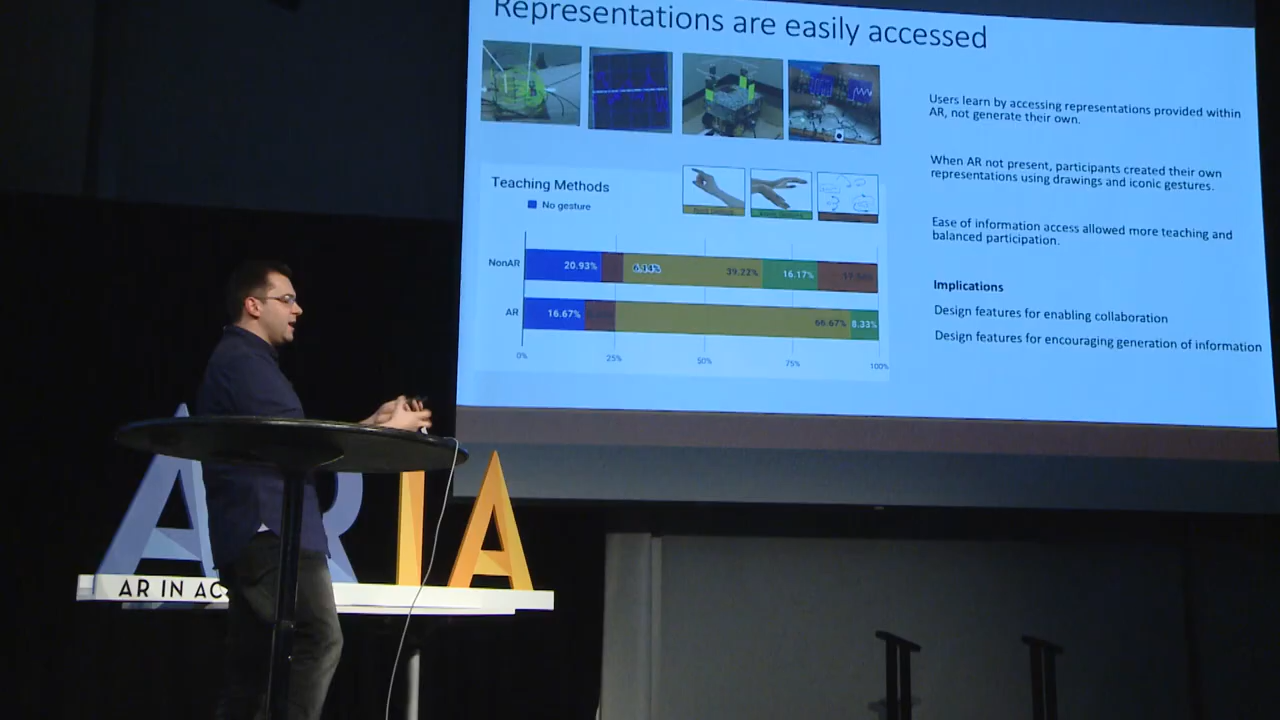 Representations are easily accessed
Users learn by accessing representations provided within
AR, not generate their own.
When AR not present, participants created their own
representations using drawings and iconic gestures.
Ease of information access allowed more teaching and
balanced participation.
Implications
Design features for enabling collaboration
Design features for encouraging generation of information
Teaching Methods
No gesture
NonAR
20.93%
6.14%
39.22%
16.17%
AR
16.67%
66.67%
8.33%
0%
25%
50%
75%
100%
ARIA
AR IN AC